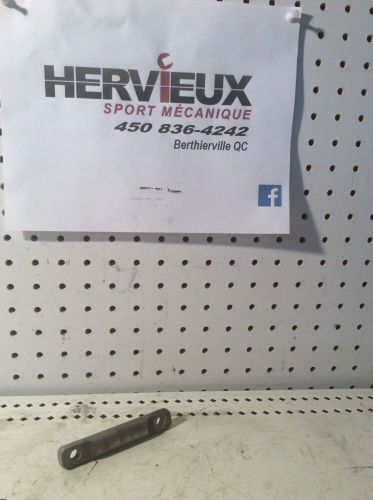 HERVIEUX
SPORT MÉCANIQUE
450 836-4242
Berthierville QC
f